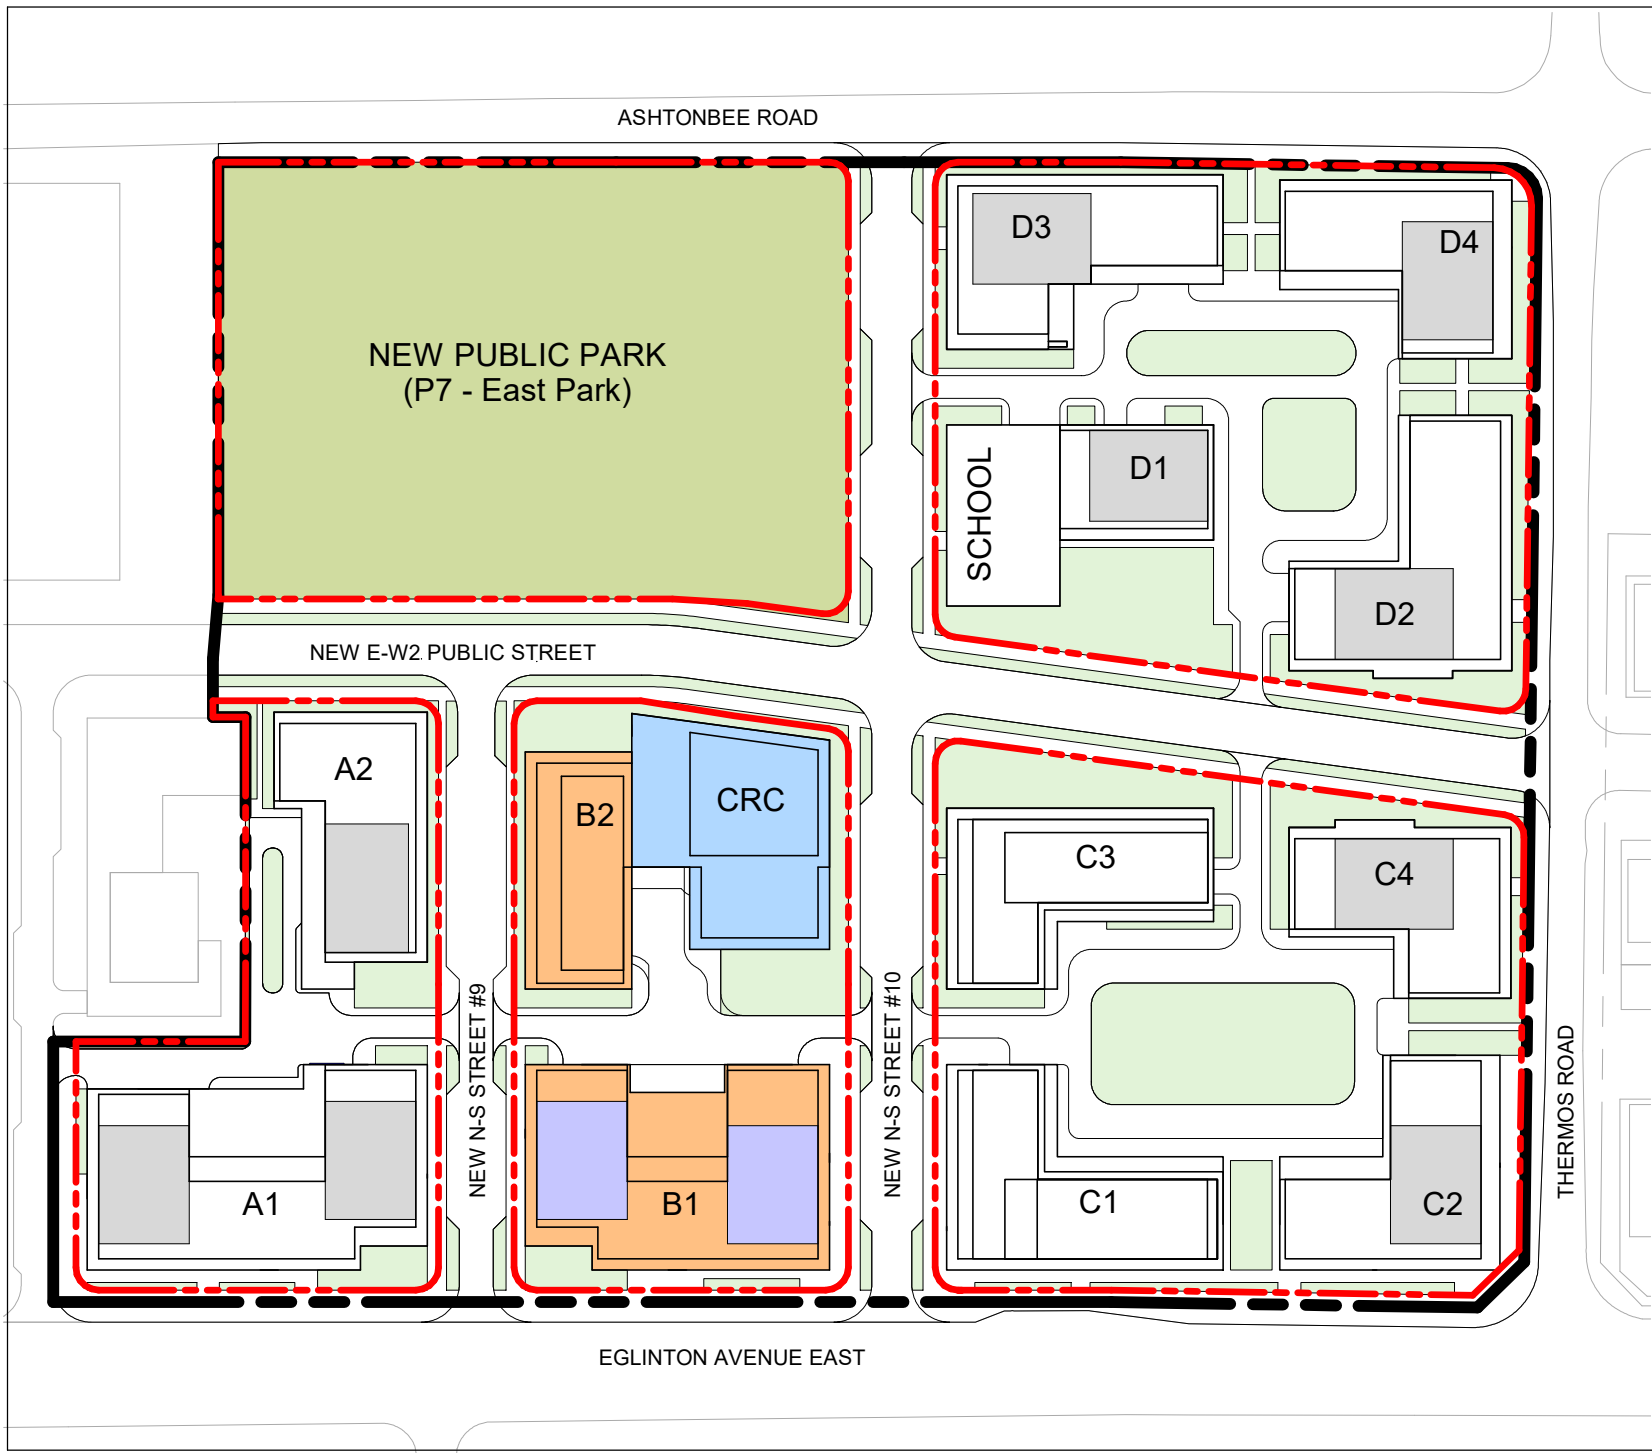 ASHTONBEE ROAD
D3
D4
NEW PUBLIC PARK
(P7 - East Park)
SCHOOL
D1
D2
NEW E-W2 PUBLIC STREET
A2
B2
CRC
C3
C4
NEW N-S STREET #9
NEW N-S STREET #10
THERMOS ROAD
A1
B1
C1
C2
EGLINTON AVENUE EAST